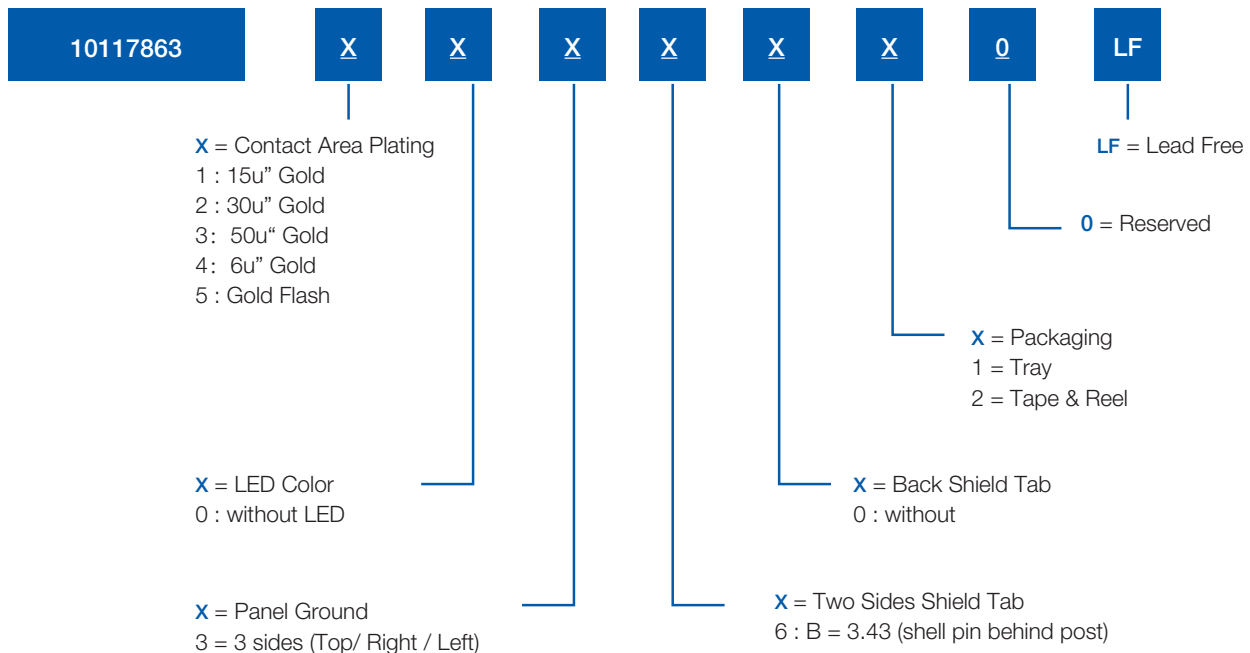 10117863 X X X X X X 0 LF
X = Contact Area Plating
1 : 15u” Gold
2 : 30u” Gold
3: 50u“ Gold
4: 6u” Gold
5 : Gold Flash
LF = Lead Free
0 = Reserved
X = Packaging
1 = Tray
2 = Tape & Reel
X = LED Color
0 : without LED
X = Back Shield Tab
0 : without
X = Panel Ground
3 = 3 sides (Top/ Right / Left)
X = Two Sides Shield Tab
6 : B = 3.43 (shell pin behind post)